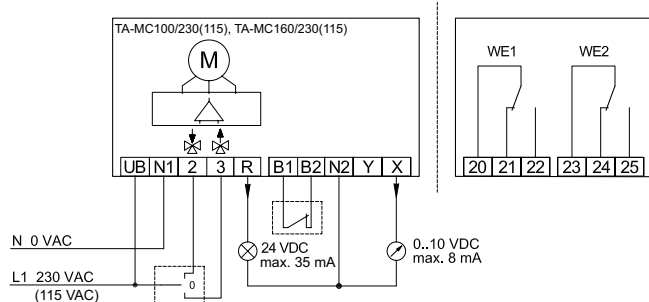 TA-MC100/230(115), TA-MC160/230(115)
M
WE1 WE2
UB N1 2 3 R B1 B2 N2 Y X
20 21 22 23 24 25
N 0 VAC
24 VDC
max. 35 mA
0..10 VDC
max. 8 mA
L1 230 VAC
(115 VAC)
0